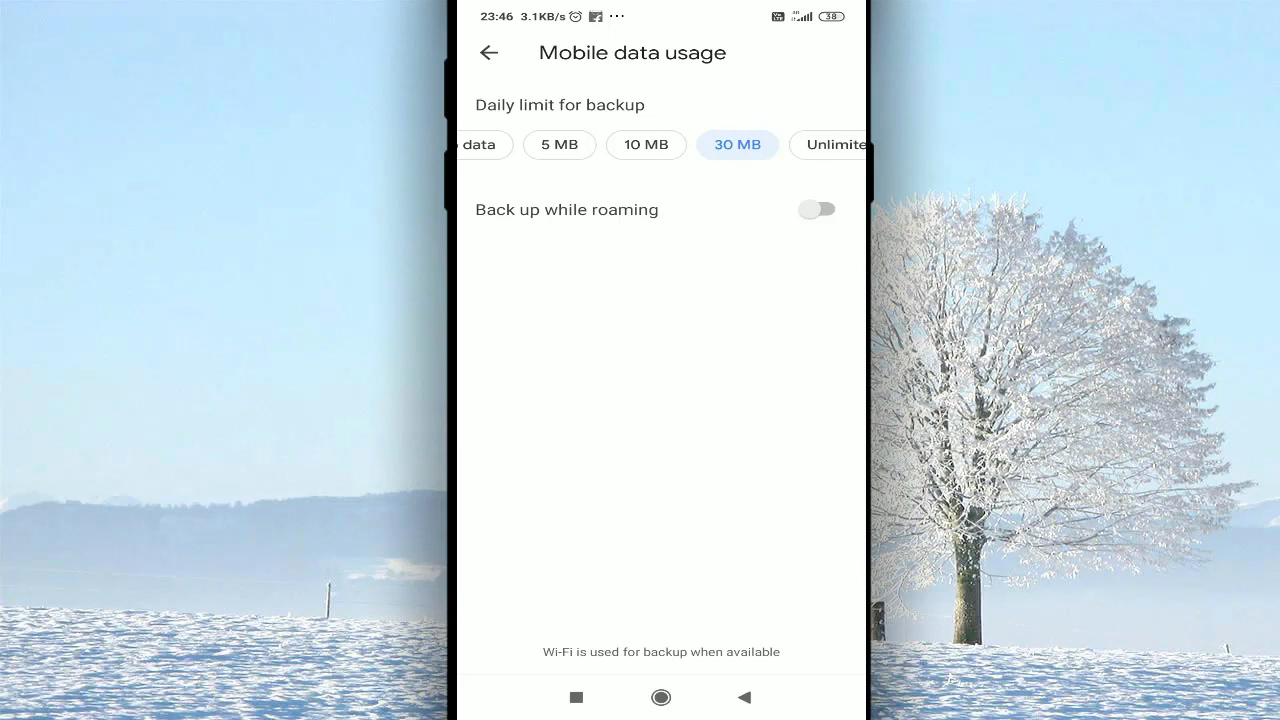 23:46 3.1KB/s ... 38
Mobile data usage
Daily limit for backup
data 5 MB 10 MB 30 MB Unlimite
Back up while roaming
Wi-Fi is used for backup when available